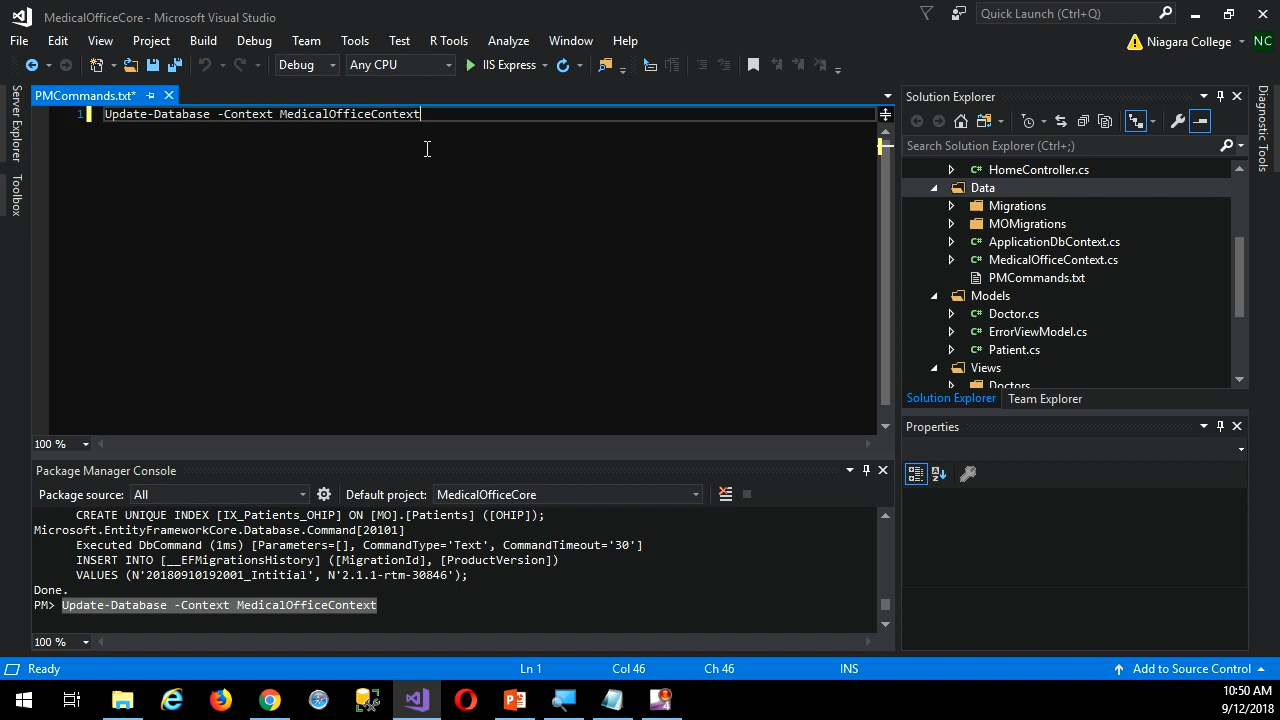 MedicalOfficeCore - Microsoft Visual Studio
Quick Launch (Ctrl+Q)
File Edit View Project Build Debug Team Tools Test R Tools Analyze Window Help
Niagara College NC
Debug Any CPU IIS Express
Server Explorer
Toolbox
PMCommands.txt*
1 Update-Database -Context MedicalOfficeContext
100 %
Solution Explorer
Search Solution Explorer (Ctrl+;)
C# HomeController.cs
Data
Migrations
MOMigrations
C# ApplicationDbContext.cs
C# MedicalOfficeContext.cs
PMCommands.txt
Models
C# Doctor.cs
C# ErrorViewModel.cs
C# Patient.cs
Views
Doctors
Solution Explorer Team Explorer
Properties
Diagnostic Tools
Package Manager Console
Package source: All Default project: MedicalOfficeCore
CREATE UNIQUE INDEX [IX_Patients_OHIP] ON [MO].[Patients] ([OHIP]);
Microsoft.EntityFrameworkCore.Database.Command[20101]
Executed DbCommand (1ms) [Parameters=[], CommandType='Text', CommandTimeout='30']
INSERT INTO [__EFMigrationsHistory] ([MigrationId], [ProductVersion])
VALUES (N'20180910192001_Intitial', N'2.1.1-rtm-30846');
Done.
PM> Update-Database -Context MedicalOfficeContext
100 %
Ready Ln 1 Col 46 Ch 46 INS Add to Source Control
10:50 AM
9/12/2018